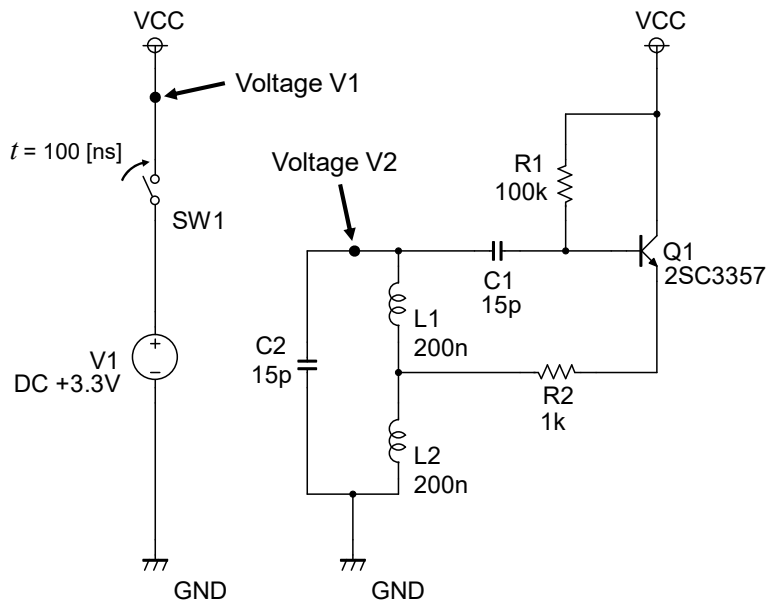 VCC
VCC
Voltage V1
t = 100 [ns]
Voltage V2
R1
100k
SW1
Q1
2SC3357
C1
15p
L1
200n
C2
15p
V1
DC +3.3V
R2
1k
L2
200n
GND
GND